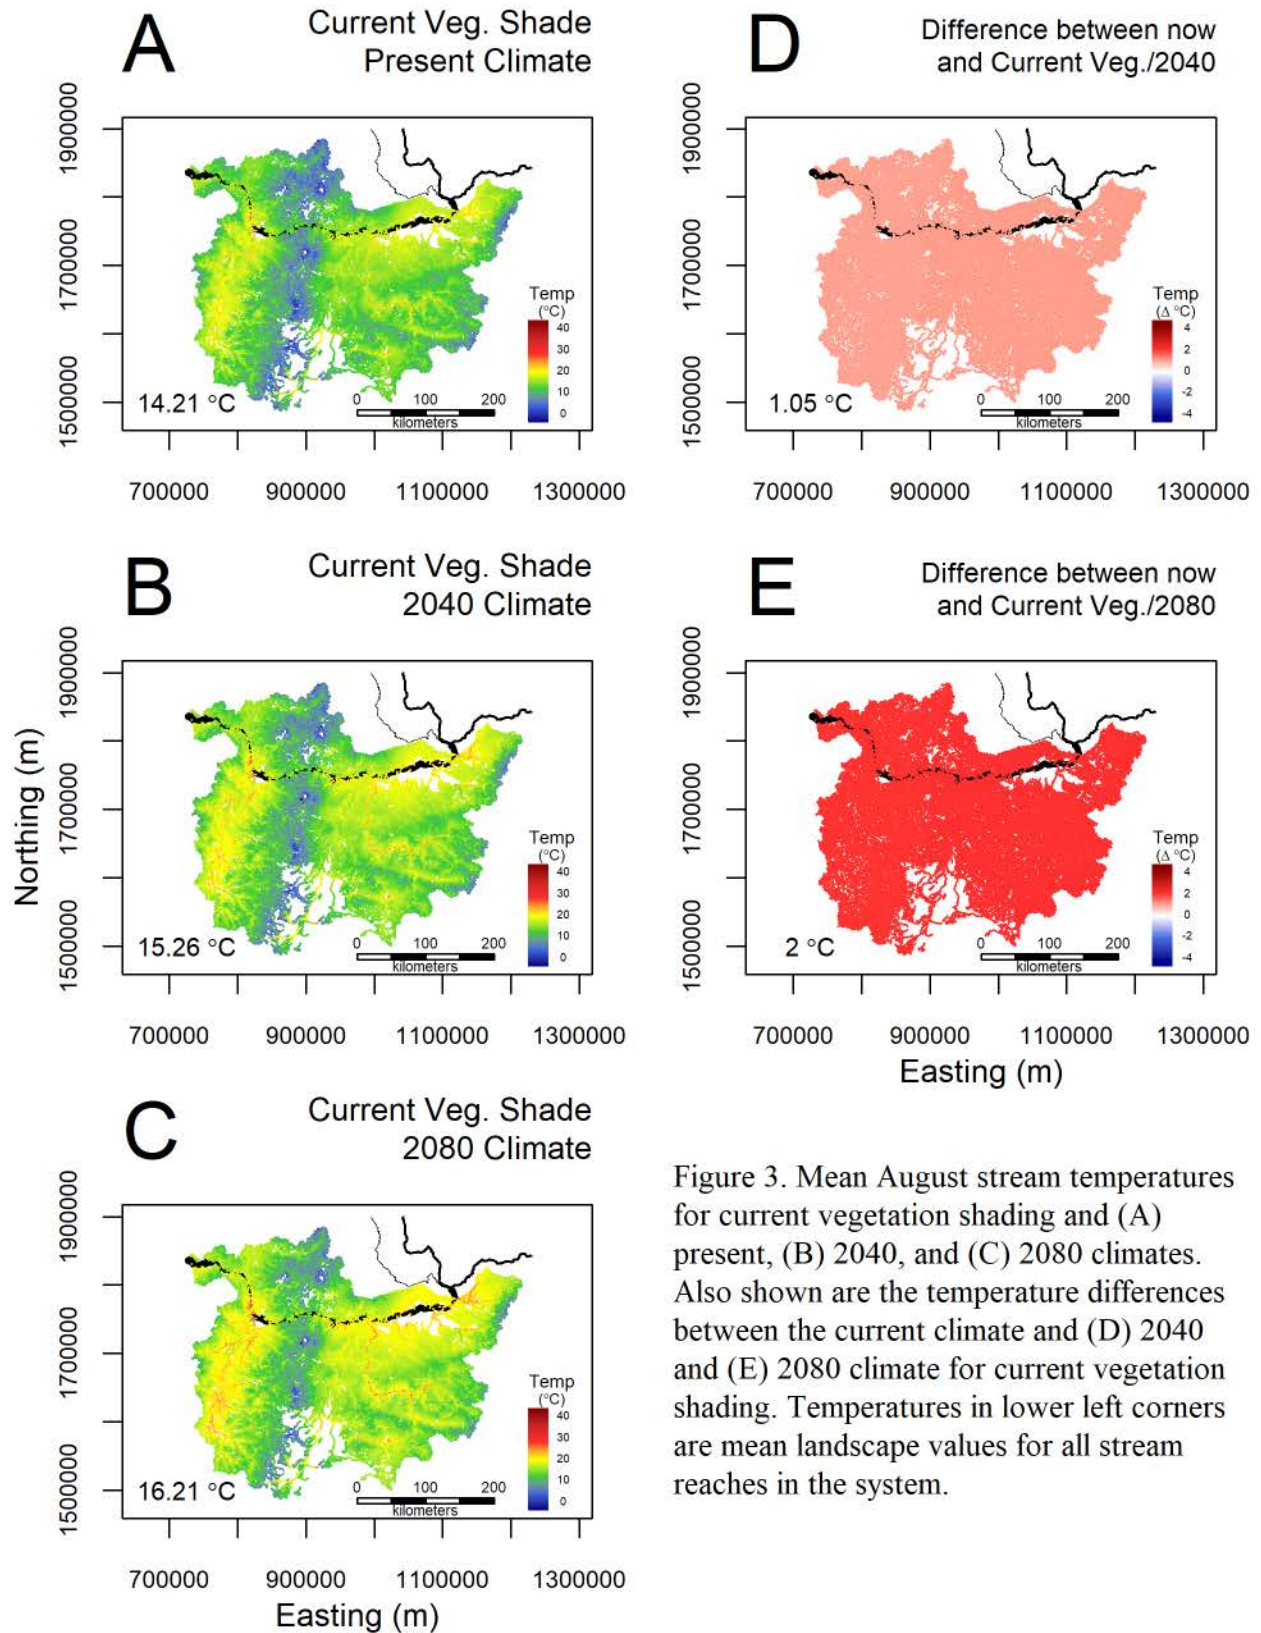 A
Current Veg. Shade
Present Climate
1900000
1700000
1500000
14.21 °C
Temp
(°C)
40
30
20
10
0
0 100 200
kilometers
700000 900000 1100000 1300000
D
Difference between now
and Current Veg./2040
1900000
1700000
1500000
1.05 °C
Temp
(Δ °C)
4
2
0
-2
-4
0 100 200
kilometers
700000 900000 1100000 1300000
B
Current Veg. Shade
2040 Climate
Northing (m)
1900000
1700000
1500000
15.26 °C
Temp
(°C)
40
30
20
10
0
0 100 200
kilometers
700000 900000 1100000 1300000
E
Difference between now
and Current Veg./2080
1900000
1700000
1500000
2 °C
Temp
(Δ °C)
4
2
0
-2
-4
0 100 200
kilometers
700000 900000 1100000 1300000
Easting (m)
C
Current Veg. Shade
2080 Climate
1900000
1700000
1500000
16.21 °C
Temp
(°C)
40
30
20
10
0
0 100 200
kilometers
700000 900000 1100000 1300000
Easting (m)
Figure 3. Mean August stream temperatures
for current vegetation shading and (A)
present, (B) 2040, and (C) 2080 climates.
Also shown are the temperature differences
between the current climate and (D) 2040
and (E) 2080 climate for current vegetation
shading. Temperatures in lower left corners
are mean landscape values for all stream
reaches in the system.